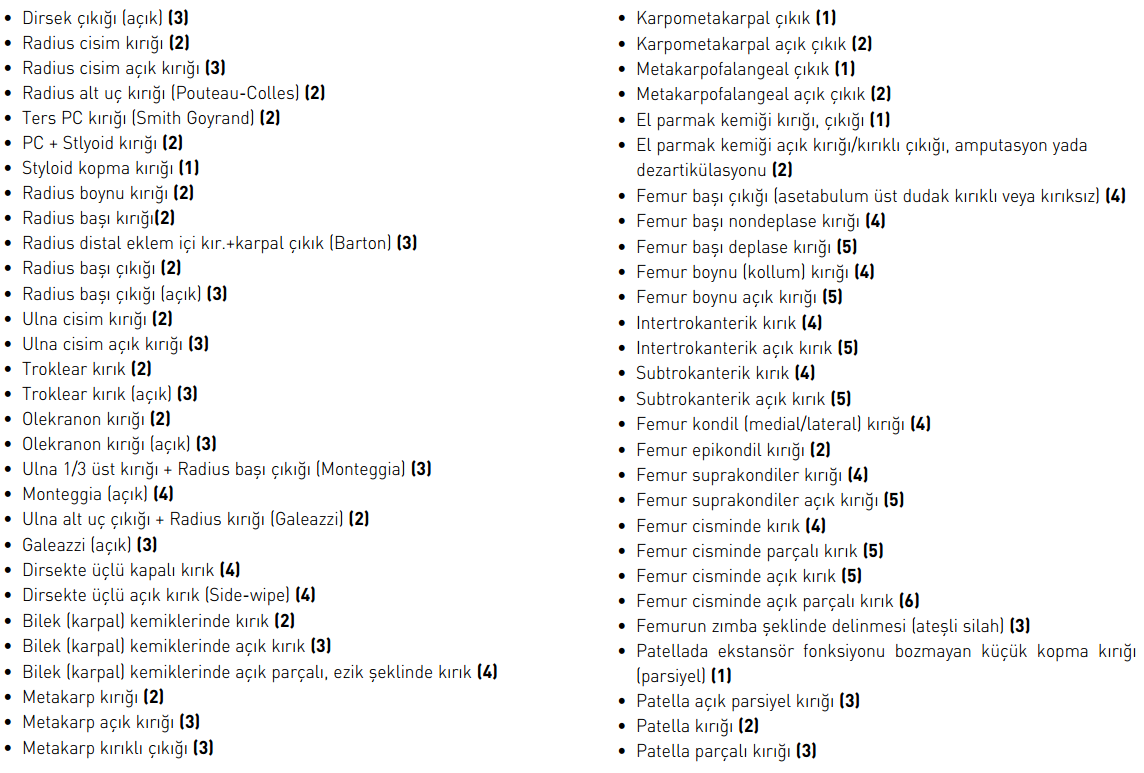 • Dirsek çıkığı (açık) (3)
• Radius cisim kırığı (2)
• Radius cisim açık kırığı (3)
• Radius alt uç kırığı (Pouteau-Colles) (2)
• Ters PC kırığı (Smith Goyrand) (2)
• PC + Stlyoid kırığı (2)
• Styloid kopma kırığı (1)
• Radius boynu kırığı (2)
• Radius başı kırığı(2)
• Radius distal eklem içi kır.+karpal çıkık (Barton) (3)
• Radius başı çıkığı (2)
• Radius başı çıkığı (açık) (3)
• Ulna cisim kırığı (2)
• Ulna cisim açık kırığı (3)
• Troklear kırık (2)
• Troklear kırık (açık) (3)
• Olekranon kırığı (2)
• Olekranon kırığı (açık) (3)
• Ulna 1/3 üst kırığı + Radius başı çıkığı (Monteggia) (3)
• Monteggia (açık) (4)
• Ulna alt uç çıkığı + Radius kırığı (Galeazzi) (2)
• Galeazzi (açık) (3)
• Dirsekte üçlü kapalı kırık (4)
• Dirsekte üçlü açık kırık (Side-wipe) (4)
• Bilek (karpal) kemiklerinde kırık (2)
• Bilek (karpal) kemiklerinde açık kırık (3)
• Bilek (karpal) kemiklerinde açık parçalı, ezik şeklinde kırık (4)
• Metakarp kırığı (2)
• Metakarp açık kırığı (3)
• Metakarp kırıklı çıkığı (3)
• Karpometakarpal çıkık (1)
• Karpometakarpal açık çıkık (2)
• Metakarpofalangeal çıkık (1)
• Metakarpofalangeal açık çıkık (2)
• El parmak kemiği kırığı, çıkığı (1)
• El parmak kemiği açık kırığı/kırıklı çıkığı, amputasyon yada
dezartikülasyonu (2)
• Femur başı çıkığı (asetabulum üst dudak kırıklı veya kırıksız) (4)
• Femur başı nondeplase kırığı (4)
• Femur başı deplase kırığı (5)
• Femur boynu (kollum) kırığı (4)
• Femur boynu açık kırığı (5)
• Intertrokanterik kırık (4)
• Intertrokanterik açık kırık (5)
• Subtrokanterik kırık (4)
• Subtrokanterik açık kırık (5)
• Femur kondil (medial/lateral) kırığı (4)
• Femur epikondil kırığı (2)
• Femur suprakondiler kırığı (4)
• Femur suprakondiler açık kırığı (5)
• Femur cisminde kırık (4)
• Femur cisminde parçalı kırık (5)
• Femur cisminde açık kırık (5)
• Femur cisminde açık parçalı kırık (6)
• Femurun zımba şeklinde delinmesi (ateşli silah) (3)
• Patellada ekstansör fonksiyonu bozmayan küçük kopma kırığı
(parsiyel) (1)
• Patella açık parsiyel kırığı (3)
• Patella kırığı (2)
• Patella parçalı kırığı (3)